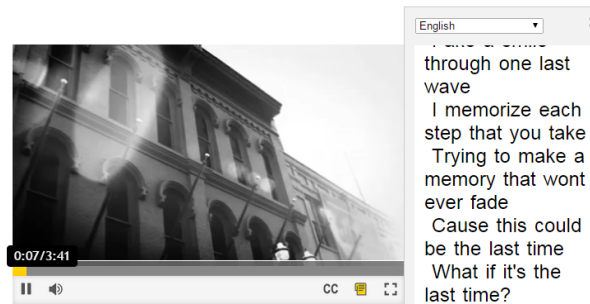 English
through one last
wave
I memorize each
step that you take
Trying to make a
memory that wont
ever fade
Cause this could
be the last time
What if it's the
last time?
0:07/3:41
CC